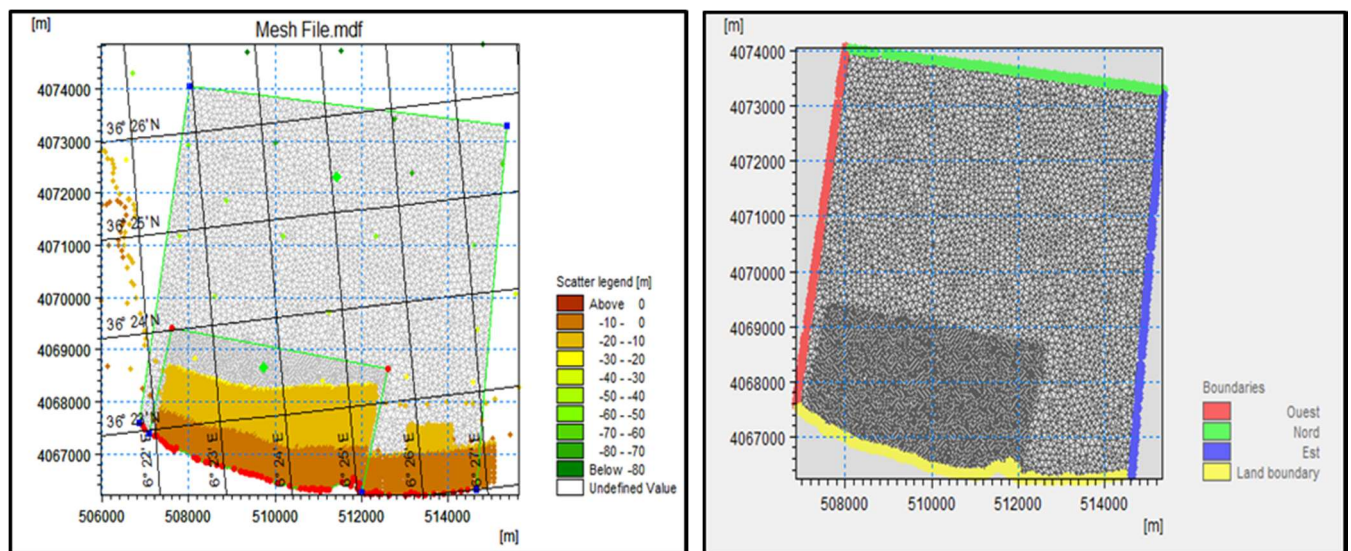 [m]
Mesh File.mdf
4074000
4073000
4072000
4071000
4070000
4069000
4068000
4067000
36° 26' N
36° 25' N
36° 24' N
6° 22' E
6° 23' E
6° 24' E
6° 25' E
6° 26' E
6° 27' E
506000 508000 510000 512000 514000
[m]
Scatter legend [m]
Above 0
-10 - 0
-20 - -10
-30 - -20
-40 - -30
-50 - -40
-60 - -50
-70 - -60
-80 - -70
Below -80
Undefined Value
[m]
4074000
4073000
4072000
4071000
4070000
4069000
4068000
4067000
508000 510000 512000 514000
[m]
Boundaries
Ouest
Nord
Est
Land boundary